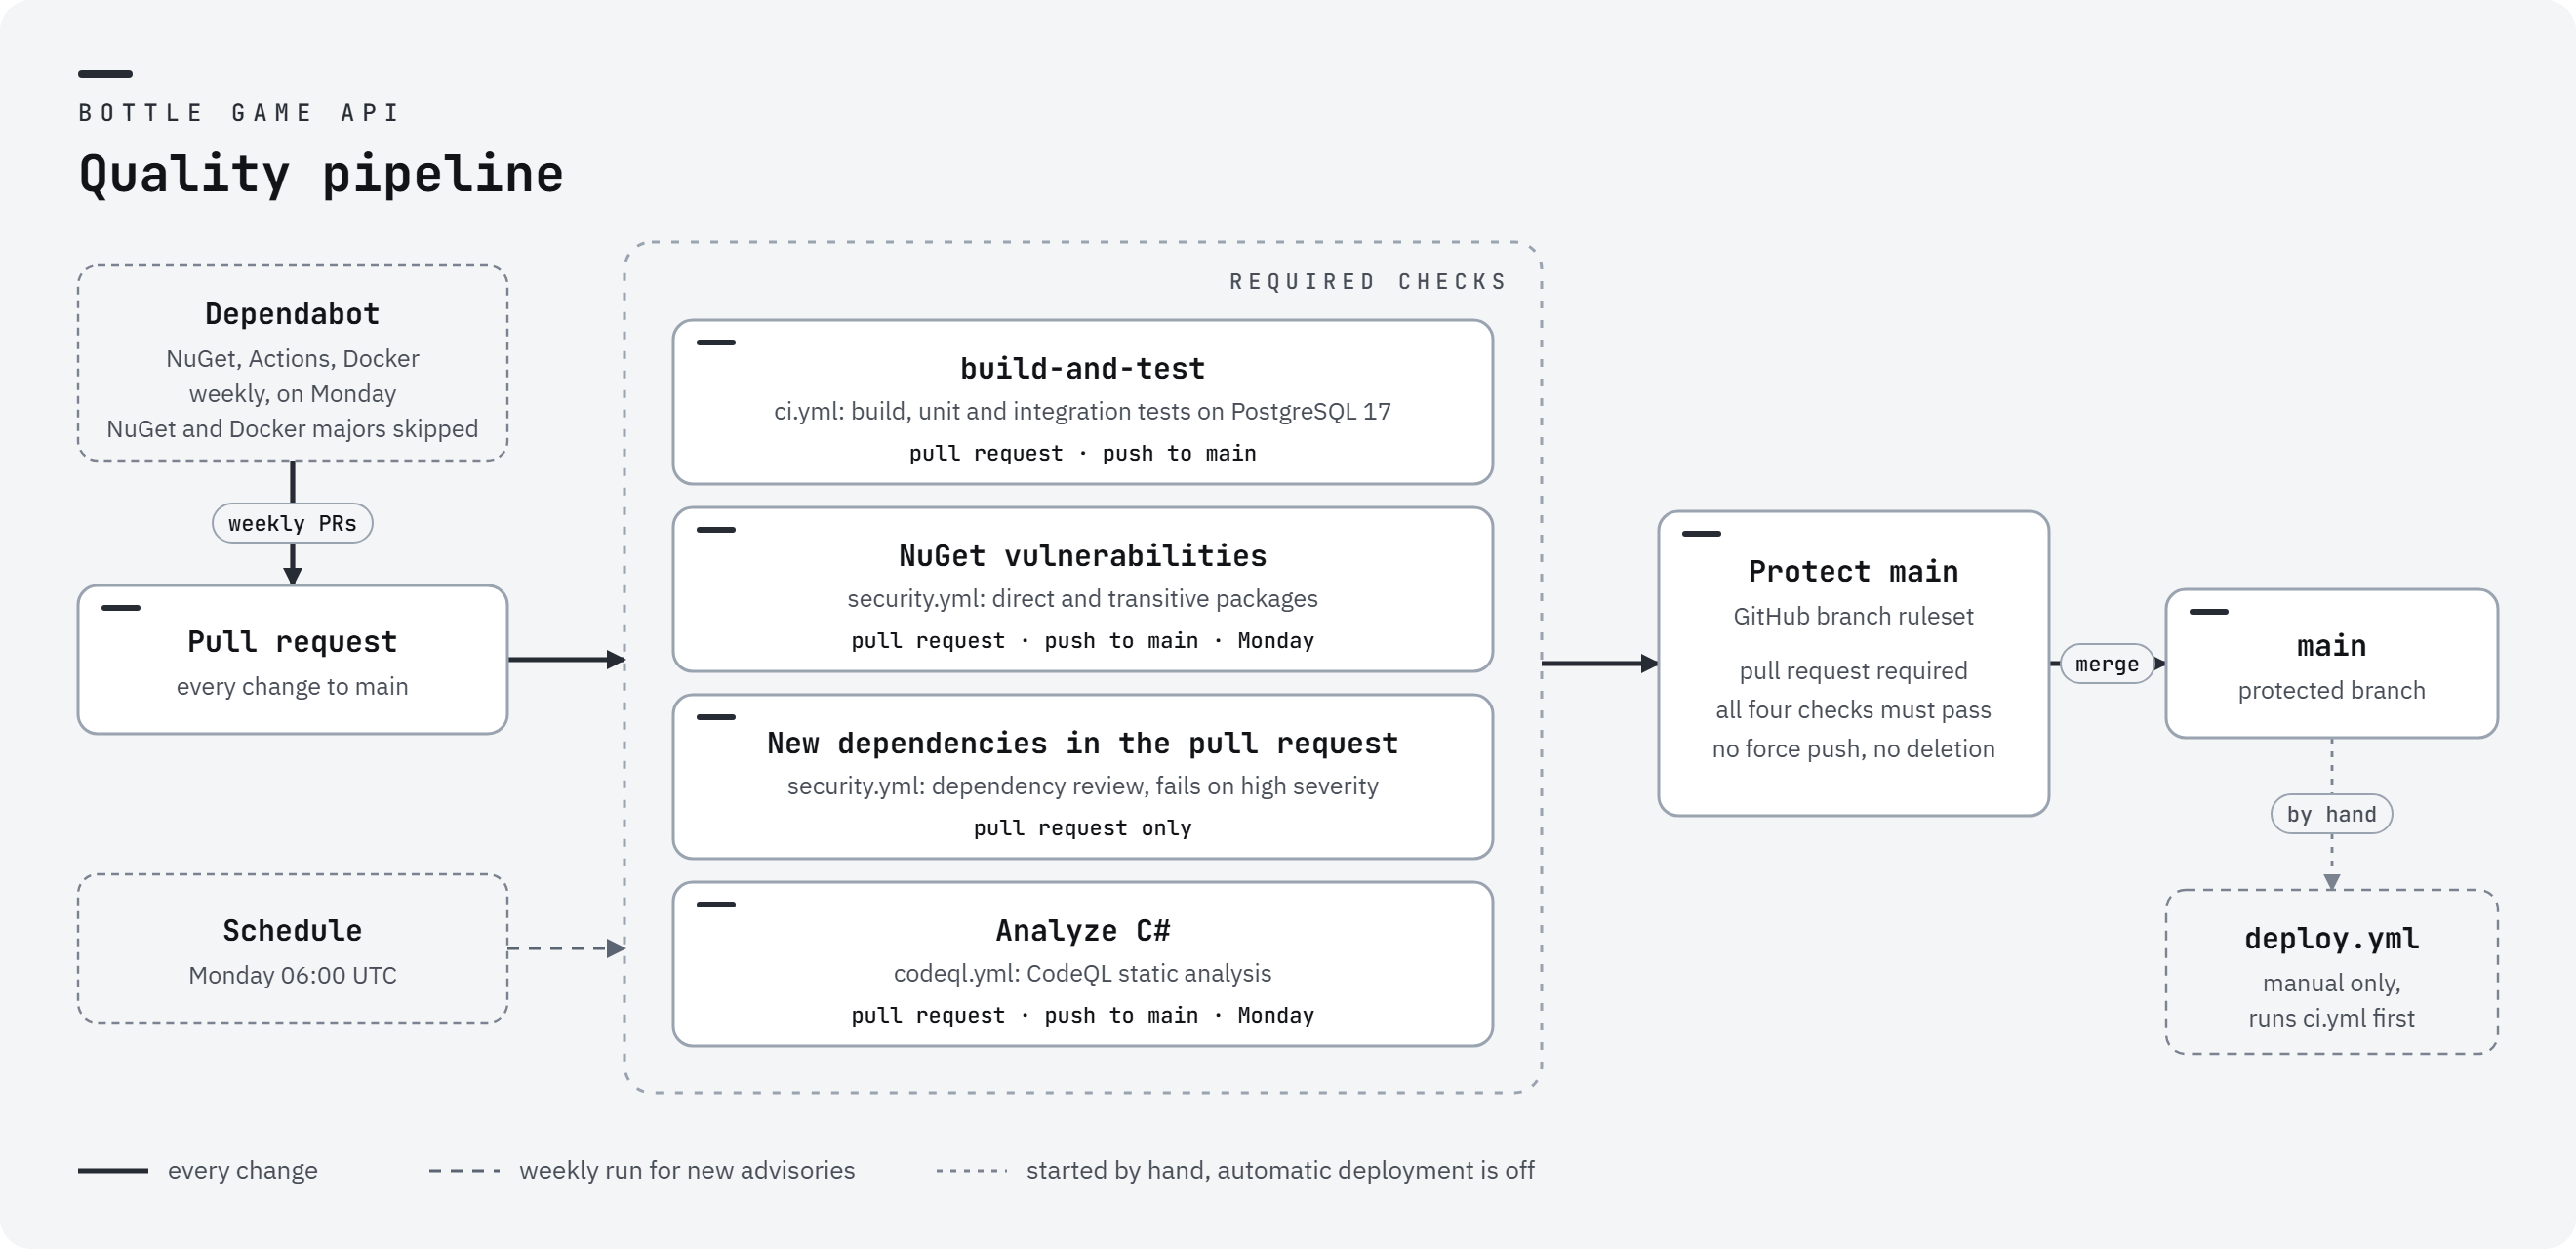 BOTTLE GAME API
Quality pipeline
Dependabot
NuGet, Actions, Docker
weekly, on Monday
NuGet and Docker majors skipped
weekly PRs
Pull request
every change to main
Schedule
Monday 06:00 UTC
REQUIRED CHECKS
build-and-test
ci.yml: build, unit and integration tests on PostgreSQL 17
pull request · push to main
NuGet vulnerabilities
security.yml: direct and transitive packages
pull request · push to main · Monday
New dependencies in the pull request
security.yml: dependency review, fails on high severity
pull request only
Analyze C#
codeql.yml: CodeQL static analysis
pull request · push to main · Monday
Protect main
GitHub branch ruleset
pull request required
all four checks must pass
no force push, no deletion
merge
main
protected branch
by hand
deploy.yml
manual only,
runs ci.yml first
every change
weekly run for new advisories
started by hand, automatic deployment is off